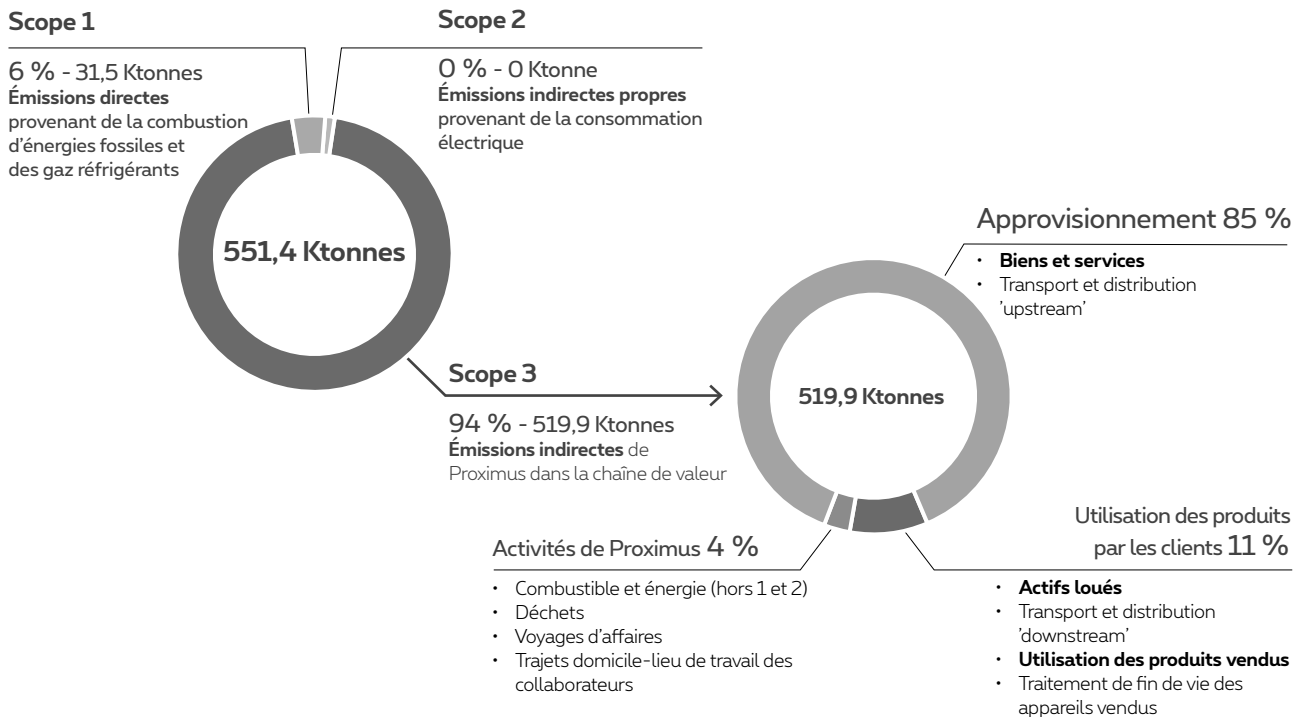 Scope 1
6 % - 31,5 Ktonnes
Émissions directes
provenant de la combustion
d'énergies fossiles et
des gaz réfrigérants
Scope 2
0 % - 0 Ktonne
Émissions indirectes propres
provenant de la consommation
électrique
551,4 Ktonnes
Scope 3
94 % - 519,9 Ktonnes
Émissions indirectes de
Proximus dans la chaîne de valeur
519,9 Ktonnes
Approvisionnement 85 %
• Biens et services
• Transport et distribution
'upstream'
Activités de Proximus 4 %
• Combustible et énergie (hors 1 et 2)
• Déchets
• Voyages d'affaires
• Trajets domicile-lieu de travail des
collaborateurs
Utilisation des produits
par les clients 11 %
• Actifs loués
• Transport et distribution
'downstream'
• Utilisation des produits vendus
• Traitement de fin de vie des
appareils vendus